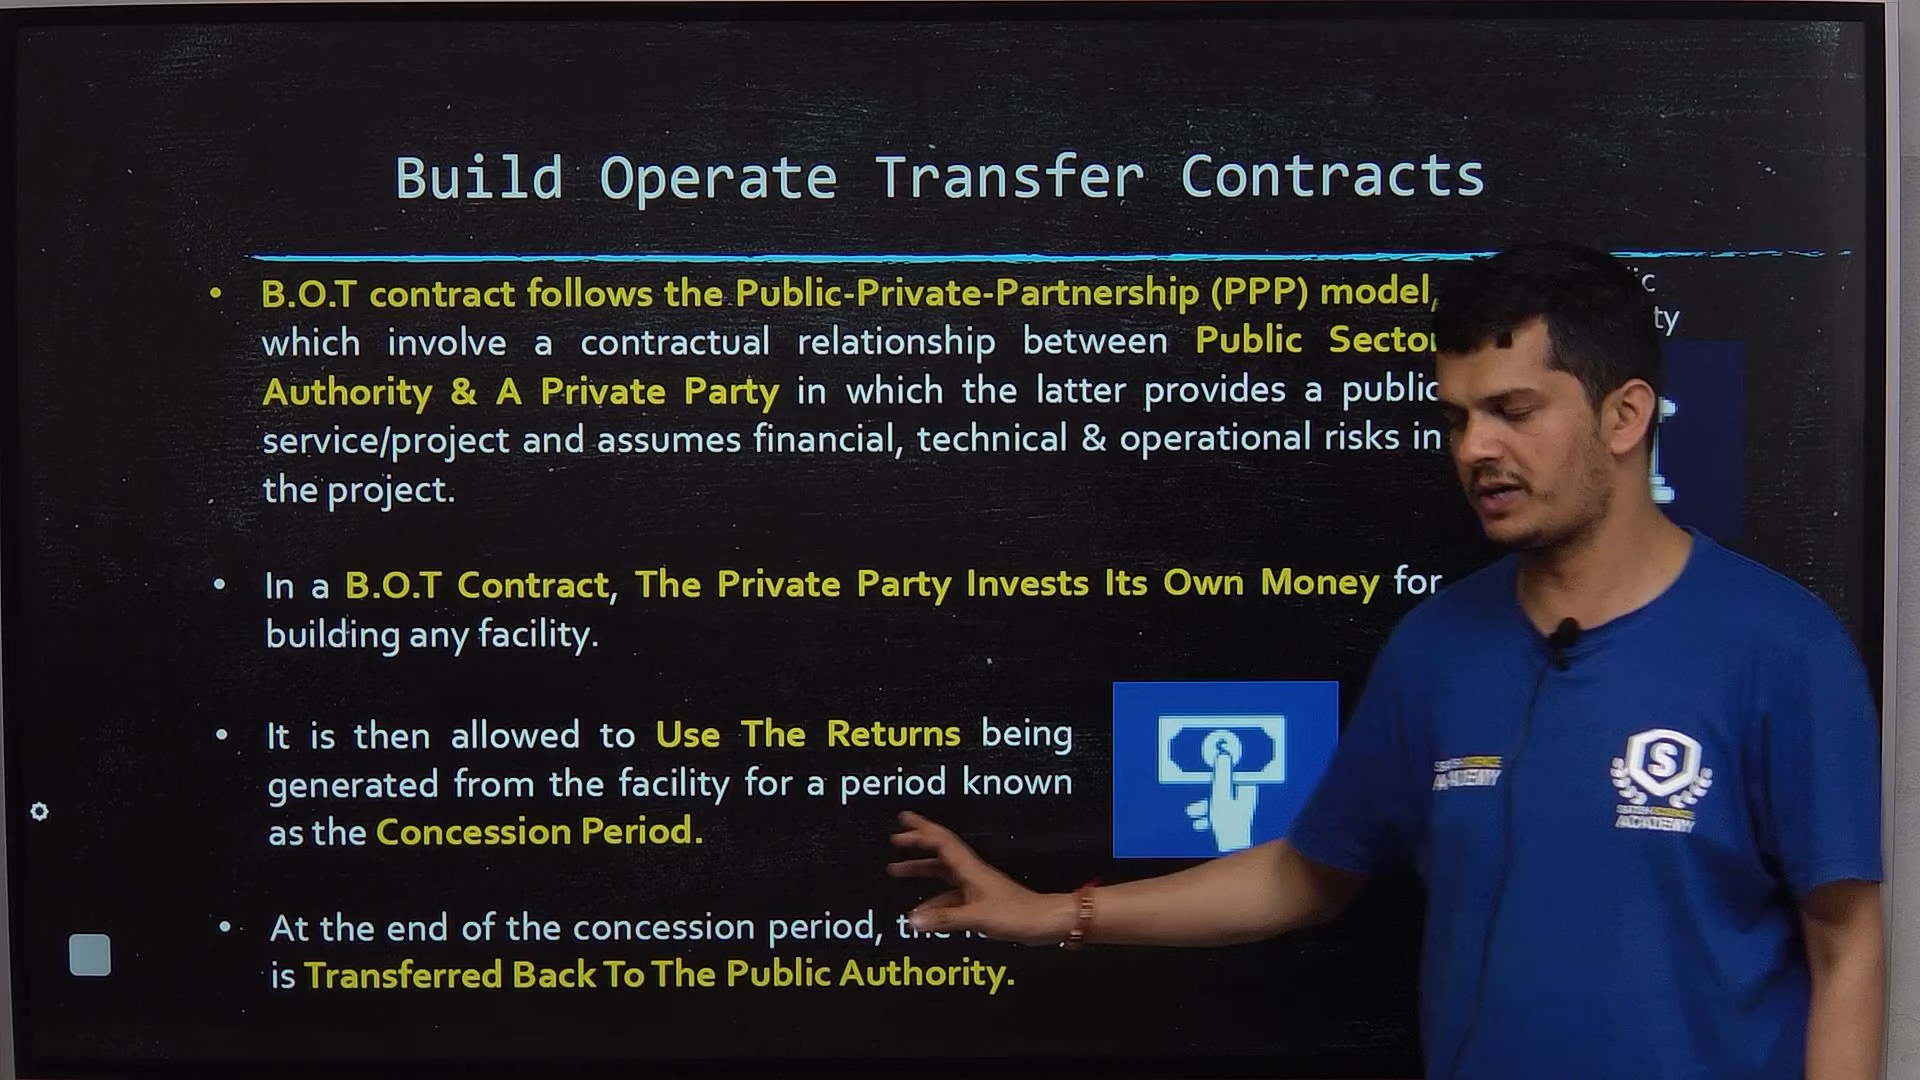 Build Operate Transfer Contracts
• B.O.T contract follows the Public-Private-Partnership (PPP) model,
which involve a contractual relationship between Public Sector
Authority & A Private Party in which the latter provides a public
service/project and assumes financial, technical & operational risks in
the project.
• In a B.O.T Contract, The Private Party Invests Its Own Money for
building any facility.
• It is then allowed to Use The Returns being
generated from the facility for a period known
as the Concession Period.
• At the end of the concession period,
is Transferred Back To The Public Authority.
S
ACADEMY
ACADEMY